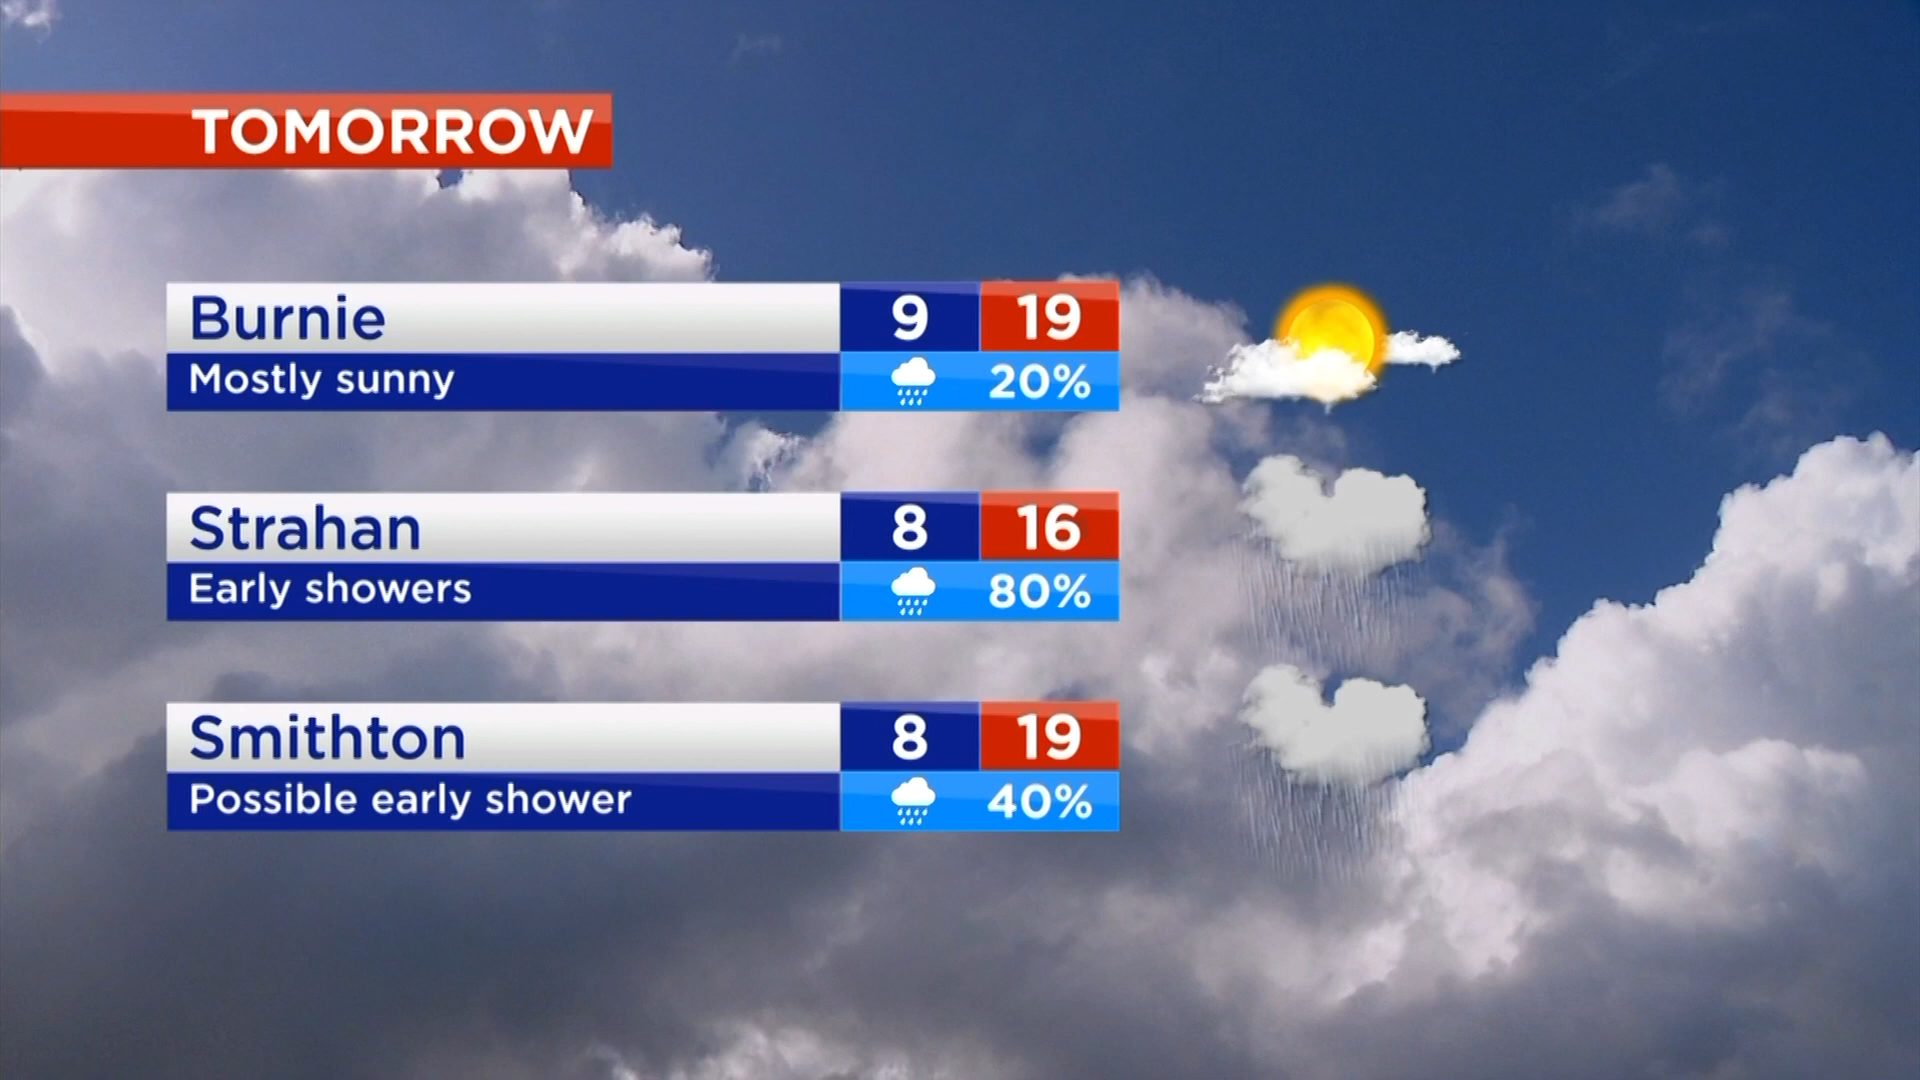 TOMORROW
Burnie 9 19
Mostly sunny 20%
Strahan 8 16
Early showers 80%
Smithton 8 19
Possible early shower 40%